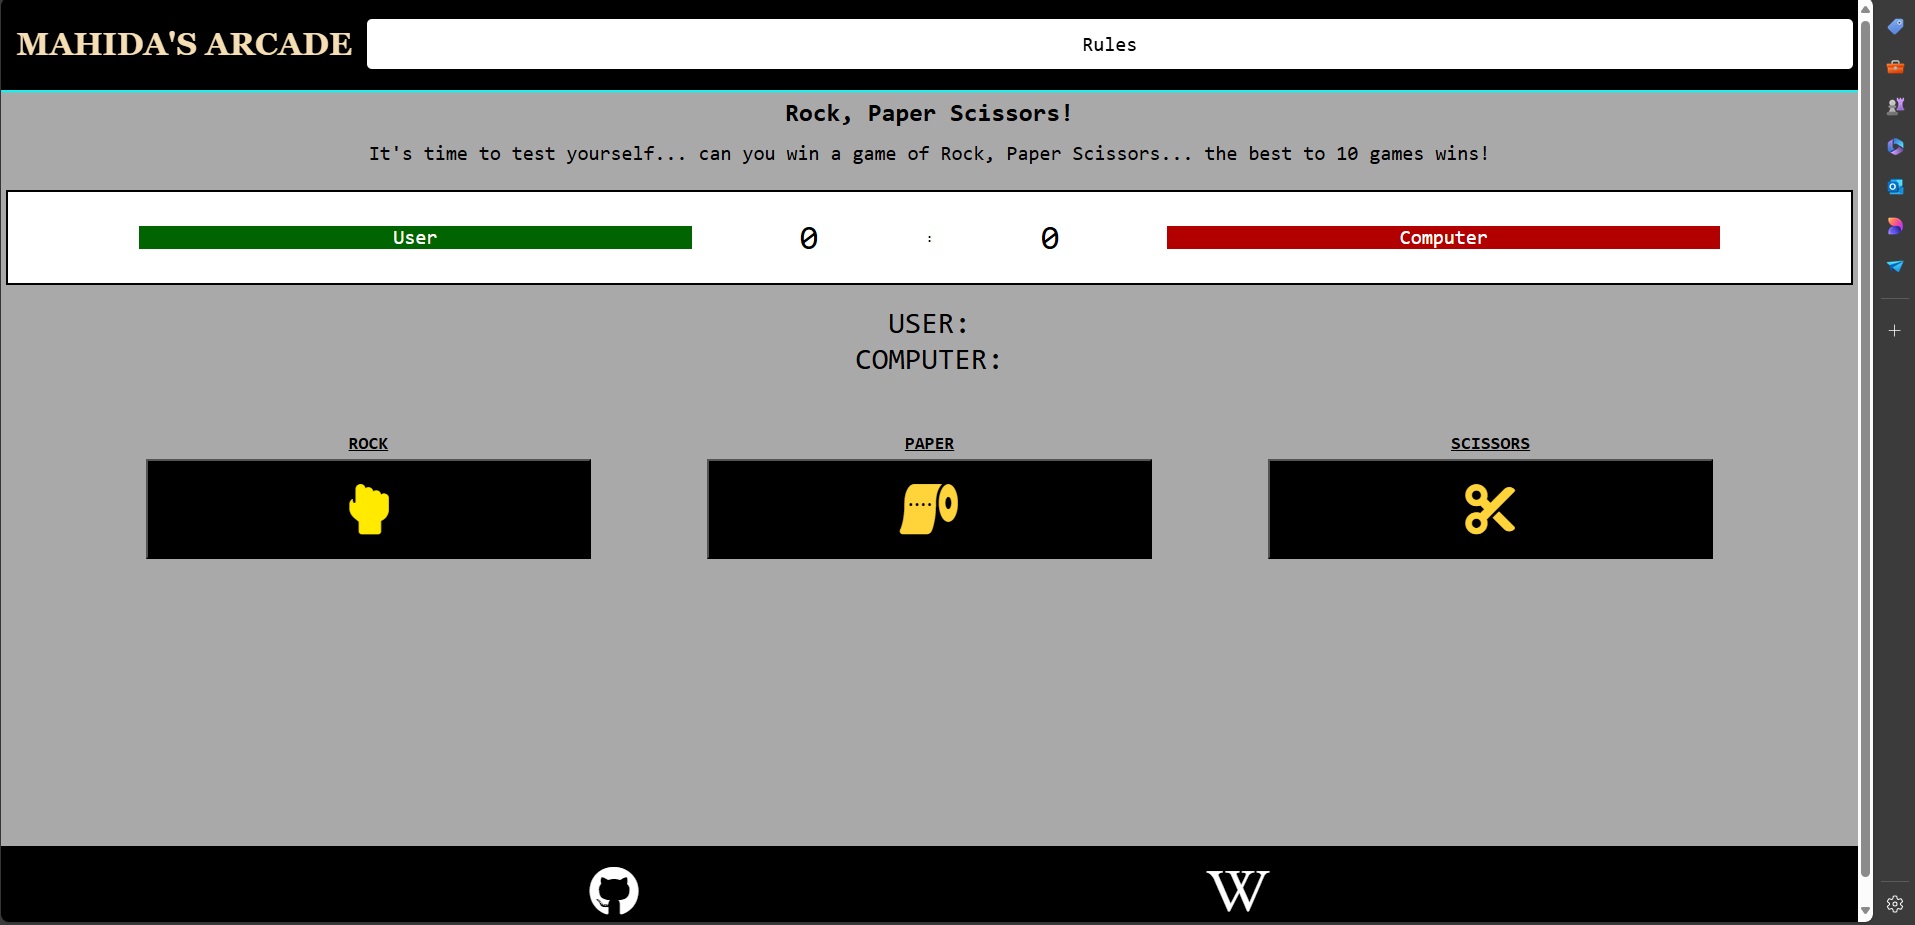 MAHIDA'S ARCADE
Rules
Rock, Paper Scissors!
It's time to test yourself... can you win a game of Rock, Paper Scissors... the best to 10 games wins!
User 0 : 0 Computer
USER:
COMPUTER:
ROCK PAPER SCISSORS
W